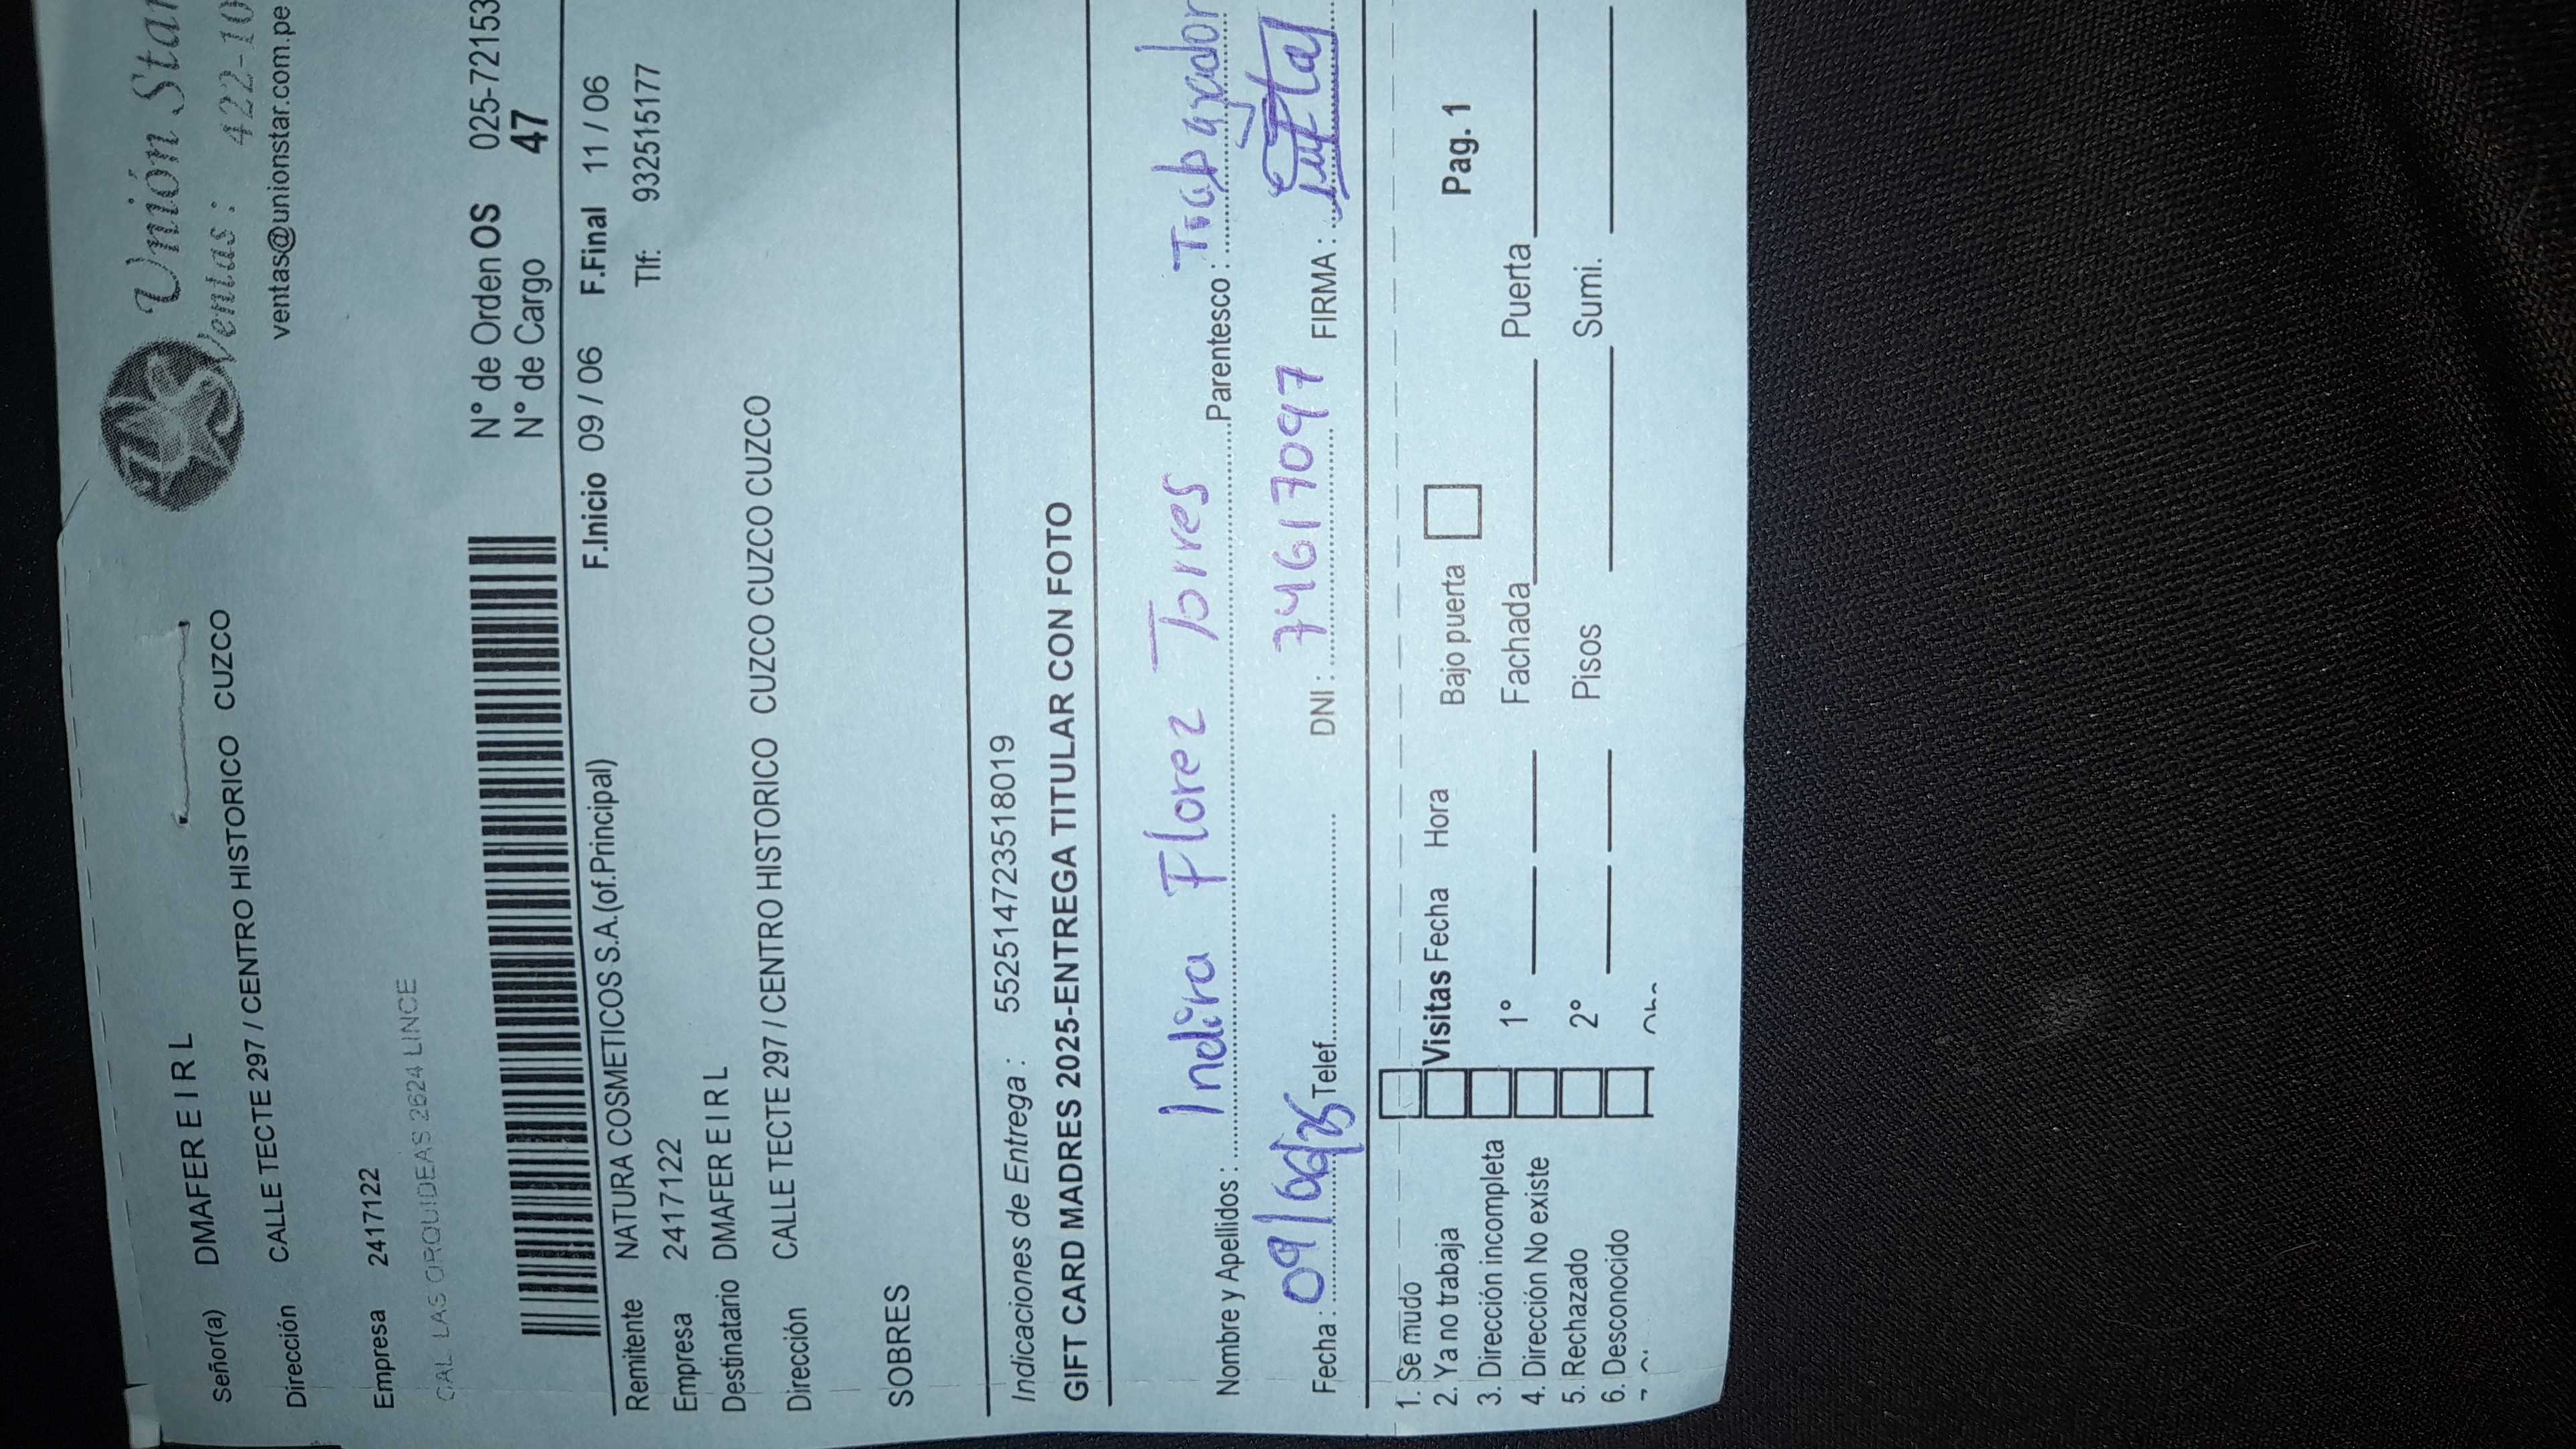 Unión Star
Ventas: 422-10
ventas@unionstar.com.pe
Señor(a) DMAFER E I R L
Dirección CALLE TECTE 297 / CENTRO HISTORICO CUZCO
Empresa 2417122
CAL LAS ORQUIDEAS 2624 LINCE
N° de Orden OS 025-72153
N° de Cargo 47
F.Inicio 09 / 06 F.Final 11 / 06
Remitente NATURA COSMETICOS S.A.(of.Principal) Tlf: 932515177
Empresa 2417122
Destinatario DMAFER E I R L
Dirección CALLE TECTE 297 / CENTRO HISTORICO CUZCO CUZCO CUZCO CUZCO
SOBRES
Indicaciones de Entrega : 5525147235518019
GIFT CARD MADRES 2025-ENTREGA TITULAR CON FOTO
Nombre y Apellidos : Indira Florez Torres Parentesco : Trabajador
Fecha : 09/06/25 Telef. DNI : 74617097 FIRMA :
1. Se mudo
2. Ya no trabaja Visitas Fecha Hora Bajo puerta Pag. 1
3. Dirección incompleta
4. Dirección No existe 1° Fachada Puerta
5. Rechazado
6. Desconocido 2° Pisos Sumi.